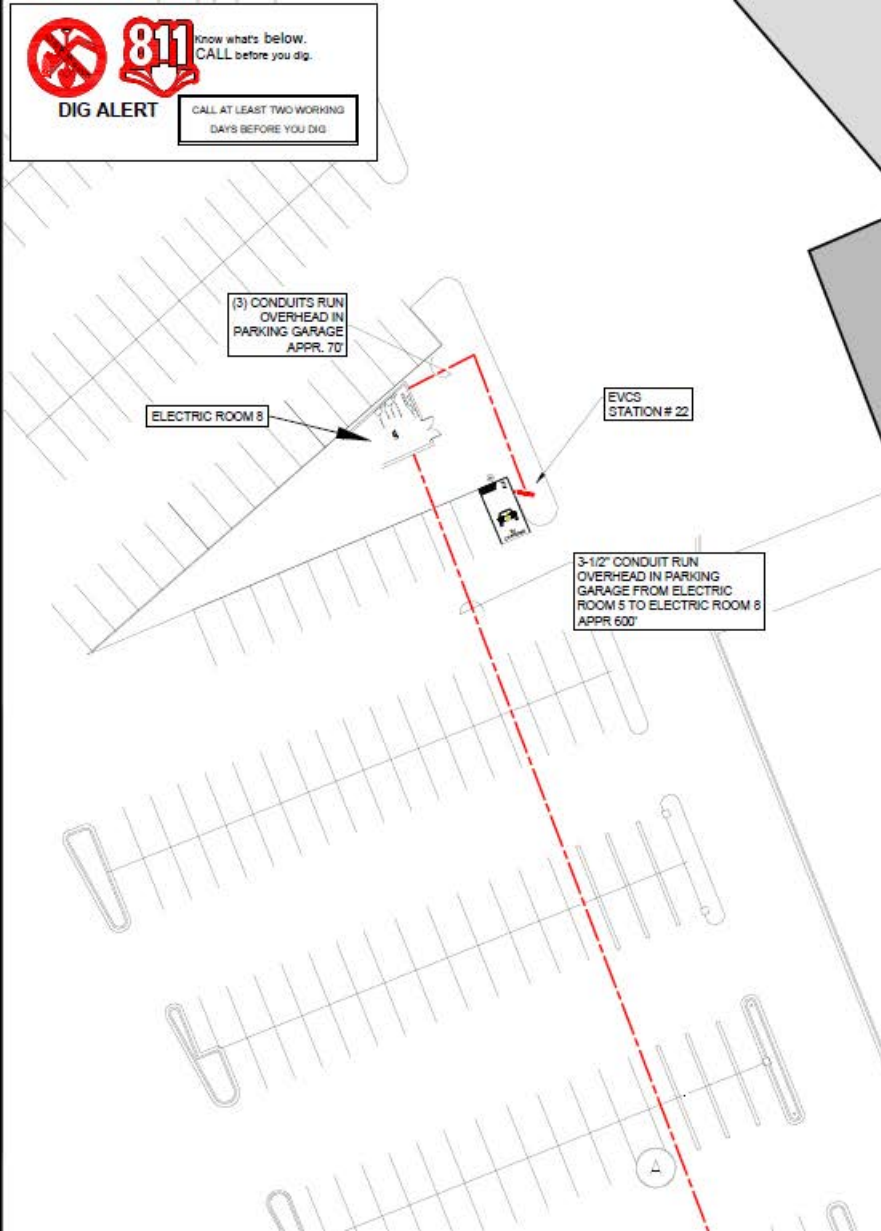 811
Know what's below.
CALL before you dig.
DIG ALERT
CALL AT LEAST TWO WORKING
DAYS BEFORE YOU DIG
(3) CONDUITS RUN
OVERHEAD IN
PARKING GARAGE
APPR. 70'
ELECTRIC ROOM 8
EVCS
STATION # 22
3-1/2" CONDUIT RUN
OVERHEAD IN PARKING
GARAGE FROM ELECTRIC
ROOM 5 TO ELECTRIC ROOM 8
APPR 600'
A